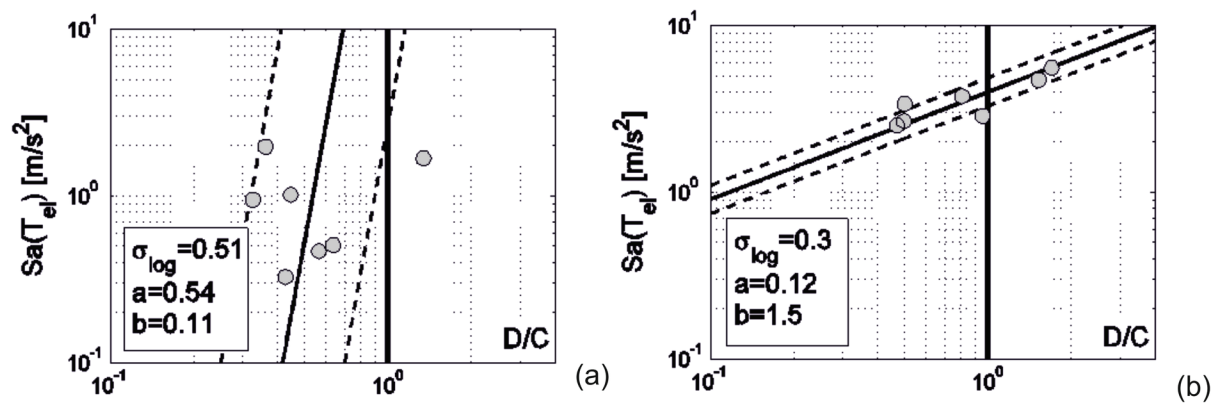 10^1
10^0
10^-1
Sa(T_el) [m/s^2]
σ_log=0.51
a=0.54
b=0.11
D/C
10^-1
10^0
(a)
10^1
10^0
10^-1
Sa(T_el) [m/s^2]
σ_log=0.3
a=0.12
b=1.5
D/C
10^-1
10^0
(b)